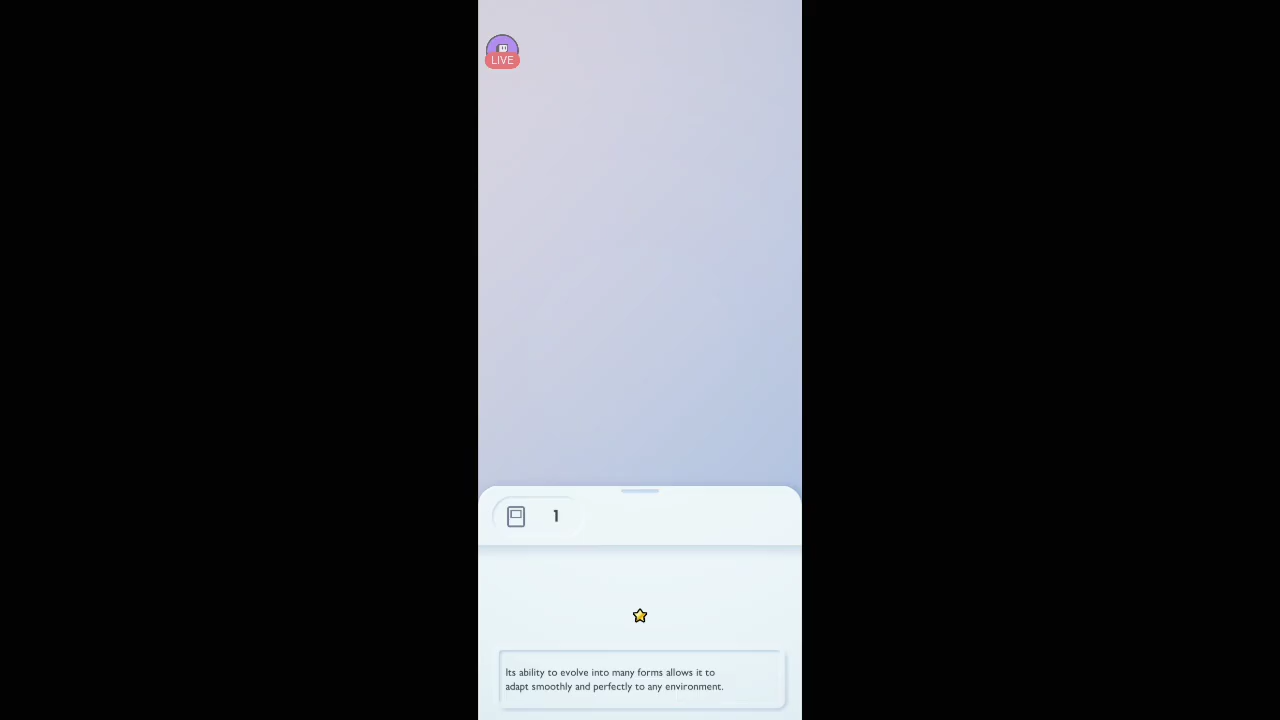 LIVE
1
Its ability to evolve into many forms allows it to
adapt smoothly and perfectly to any environment.